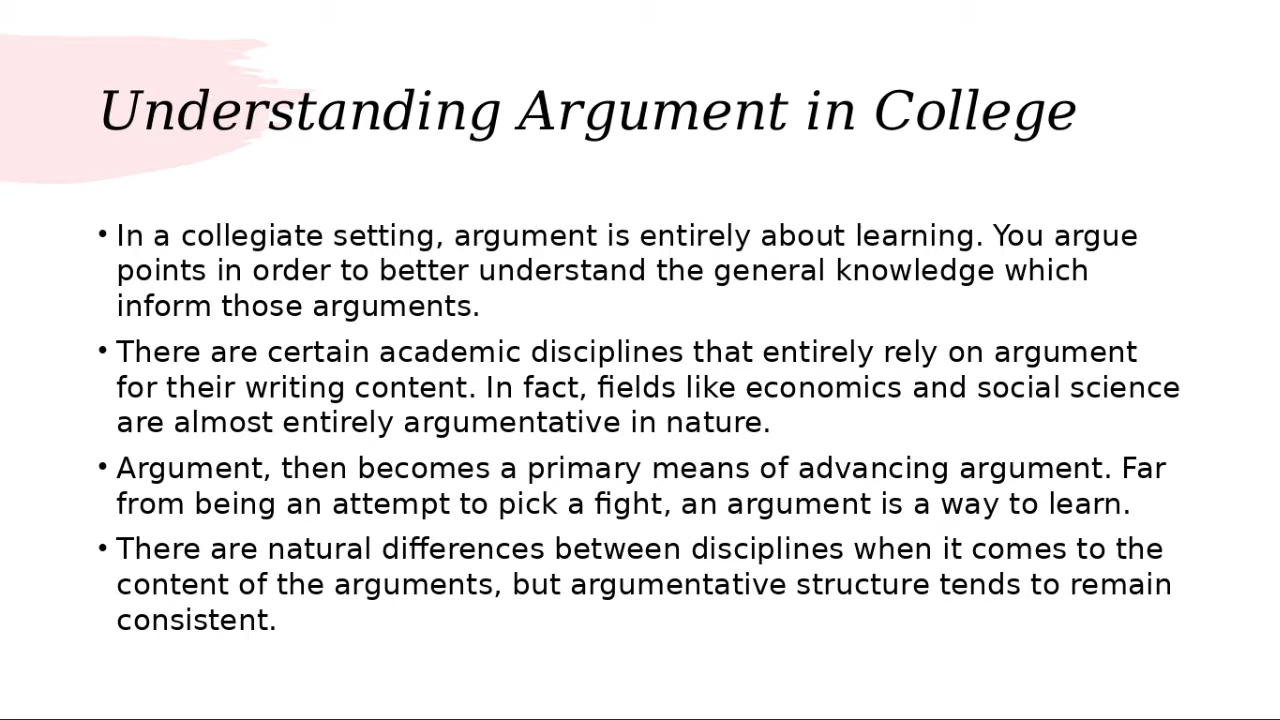 Understanding Argument in College
• In a collegiate setting, argument is entirely about learning. You argue
points in order to better understand the general knowledge which
inform those arguments.
• There are certain academic disciplines that entirely rely on argument
for their writing content. In fact, fields like economics and social science
are almost entirely argumentative in nature.
• Argument, then becomes a primary means of advancing argument. Far
from being an attempt to pick a fight, an argument is a way to learn.
• There are natural differences between disciplines when it comes to the
content of the arguments, but argumentative structure tends to remain
consistent.